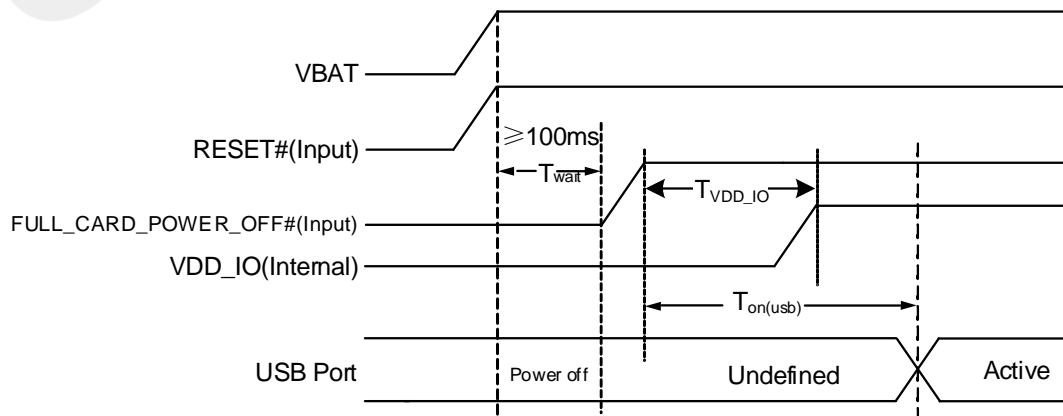 VBAT
RESET#(Input)
≥100ms
Twait
TVDD_IO
FULL_CARD_POWER_OFF#(Input)
VDD_IO(Internal)
Ton(usb)
USB Port
Power off
Undefined
Active